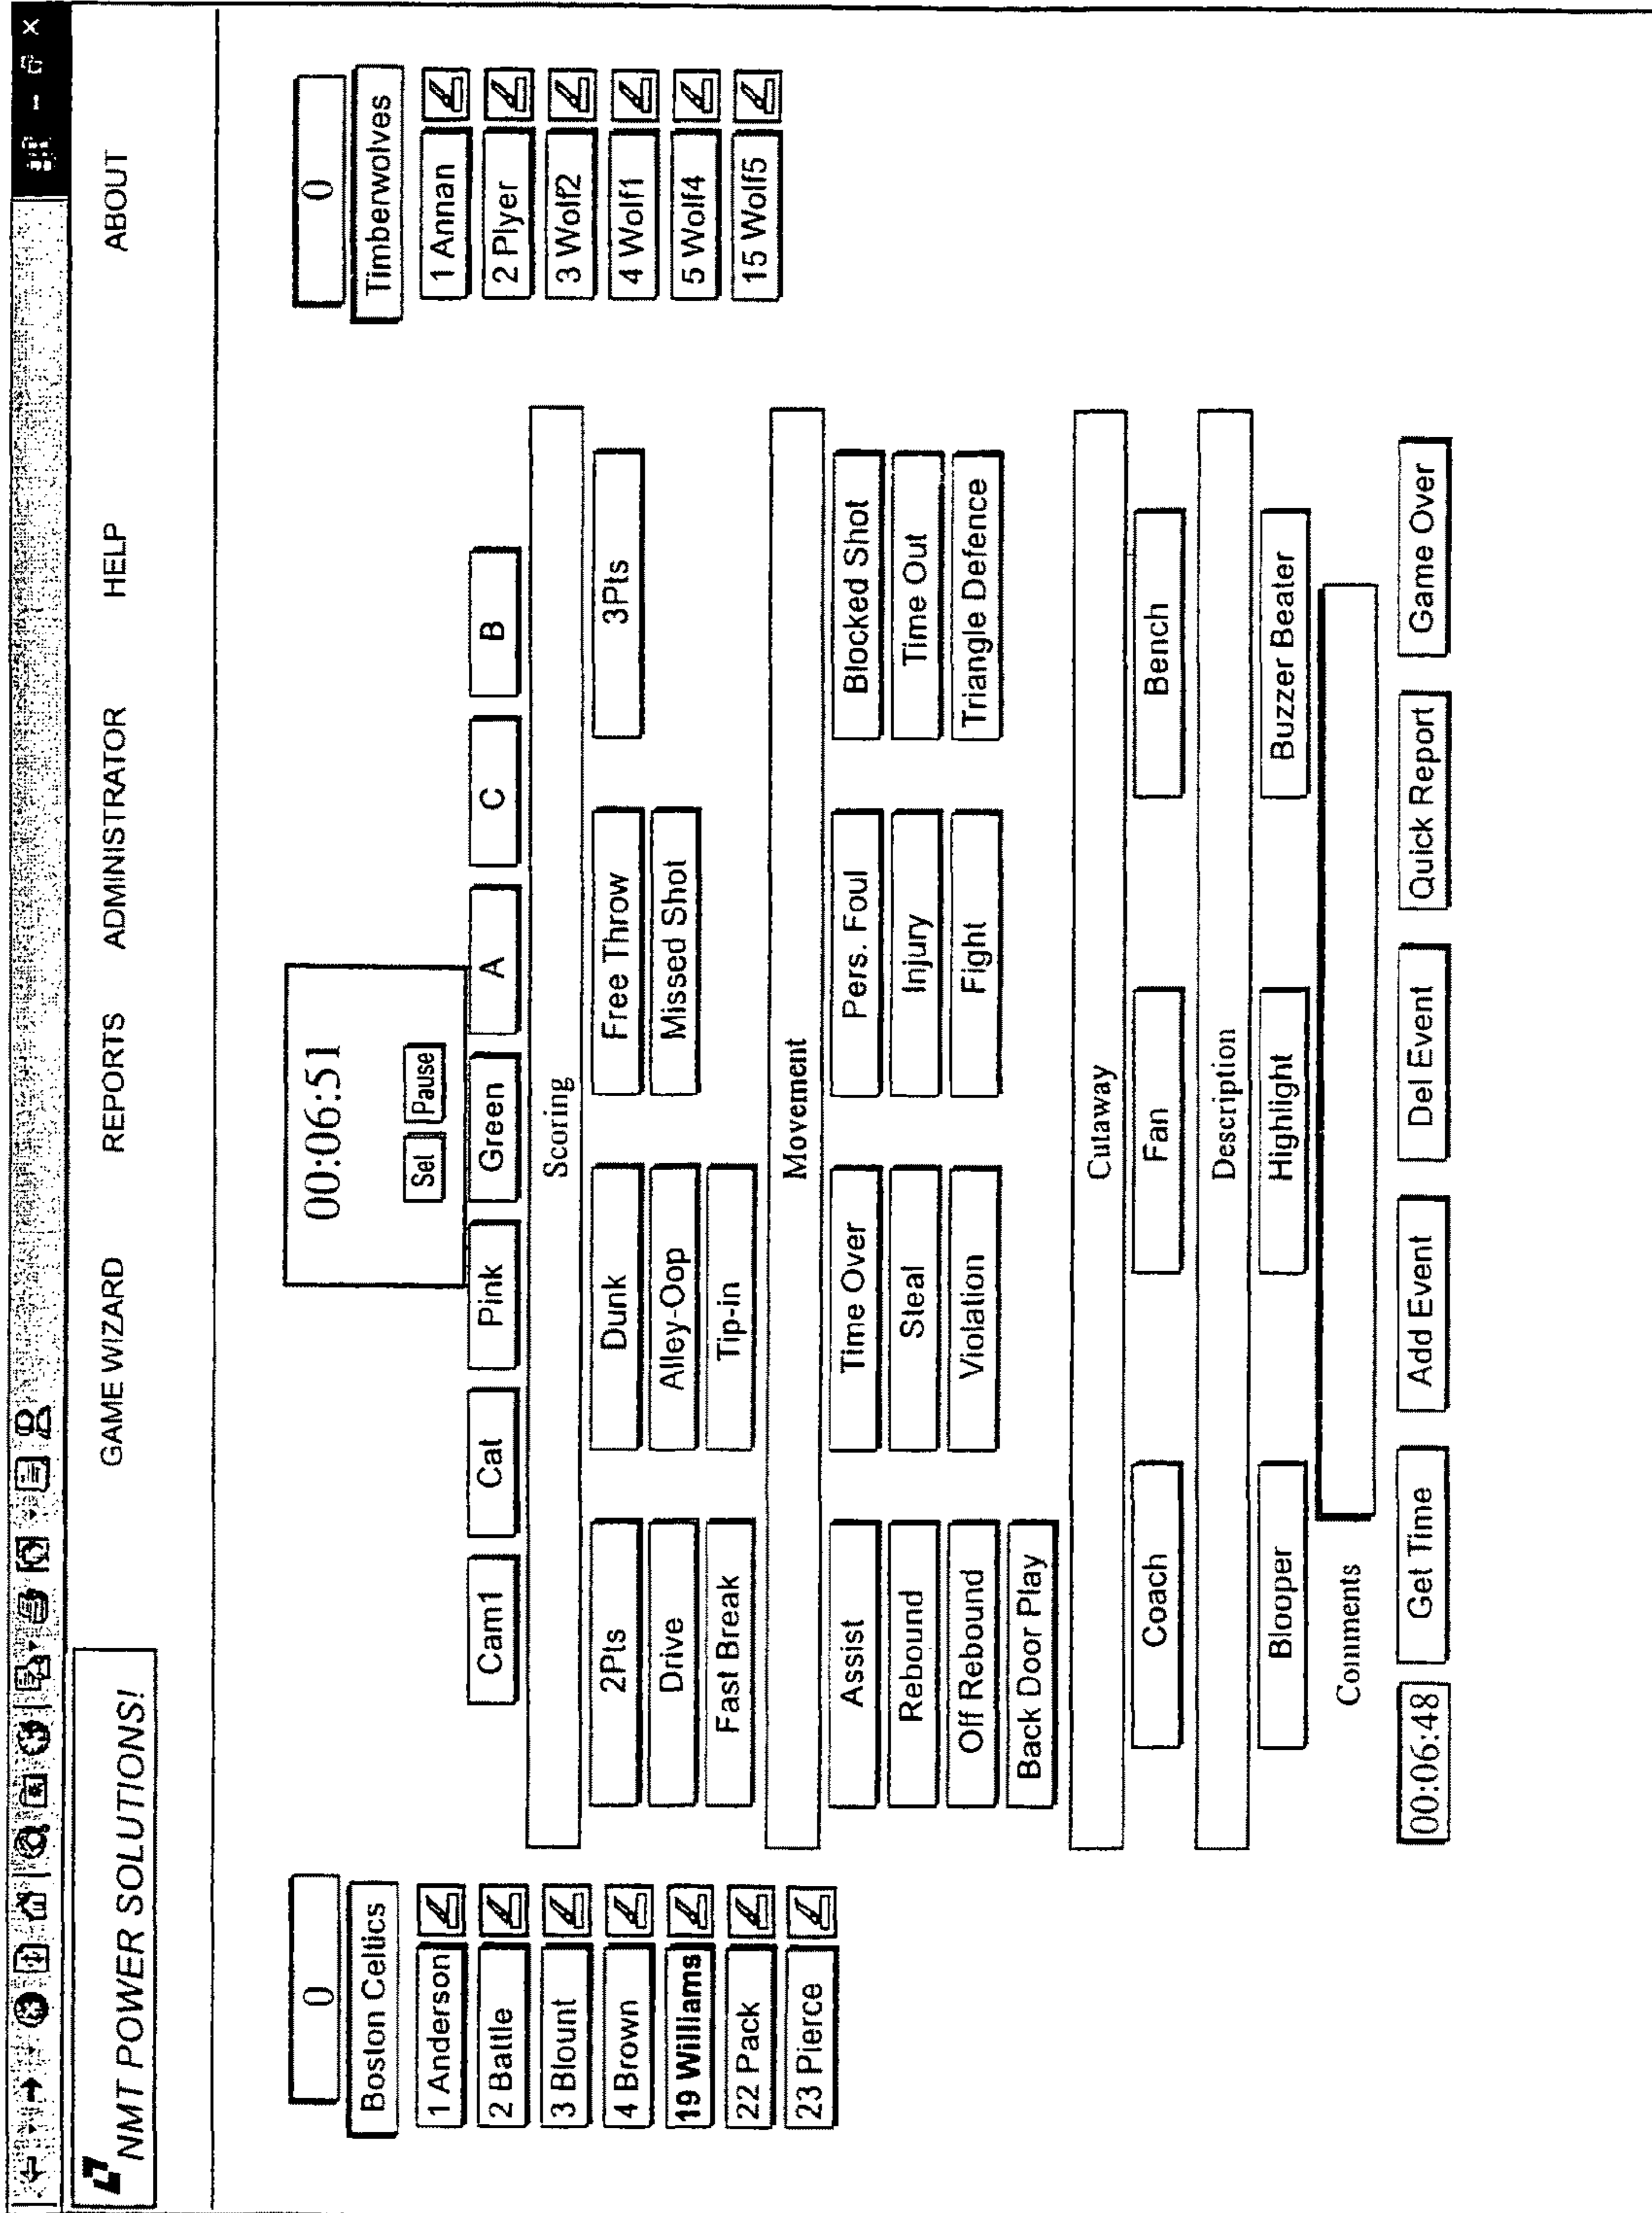 NMT POWER SOLUTIONS!
GAME WIZARD REPORTS ADMINISTRATOR HELP ABOUT
0 00:06:51 0
Boston Celtics Set Pause Timberwolves
Cam1 Cat Pink Green A C B
1 Anderson
2 Battle
3 Blount
4 Brown
19 Williams
22 Pack
23 Pierce
1 Annan
2 Plyer
3 Wolf2
4 Wolf1
5 Wolf4
15 Wolf5
Scoring
2Pts Dunk Free Throw 3Pts
Drive Alley-Oop Missed Shot
Fast Break Tip-in
Movement
Assist Time Over Pers. Foul Blocked Shot
Rebound Steal Injury Time Out
Off Rebound Violation Fight Triangle Defence
Back Door Play
Cutaway
Coach Fan Bench
Description
Blooper Highlight Buzzer Beater
Comments
00:06:48 Get Time Add Event Del Event Quick Report Game Over